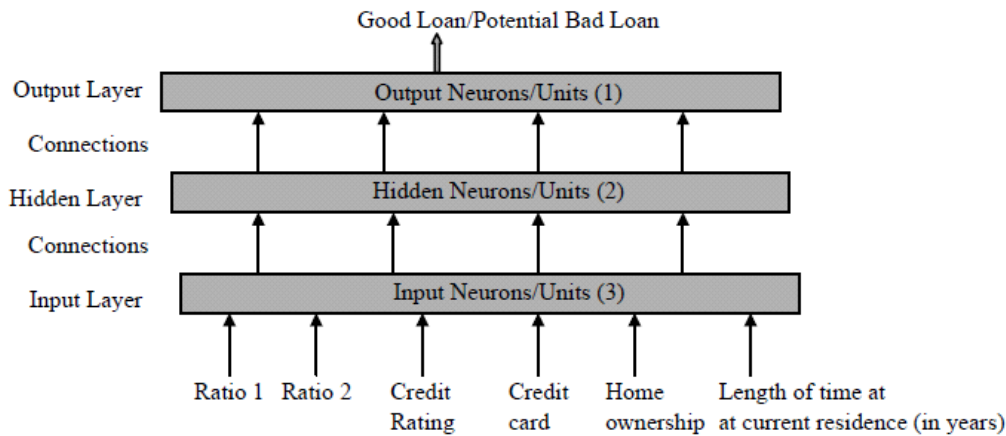 Good Loan/Potential Bad Loan
Output Layer
Output Neurons/Units (1)
Connections
Hidden Layer
Hidden Neurons/Units (2)
Connections
Input Layer
Input Neurons/Units (3)
Ratio 1
Ratio 2
Credit
Rating
Credit
card
Home
ownership
Length of time at
at current residence (in years)